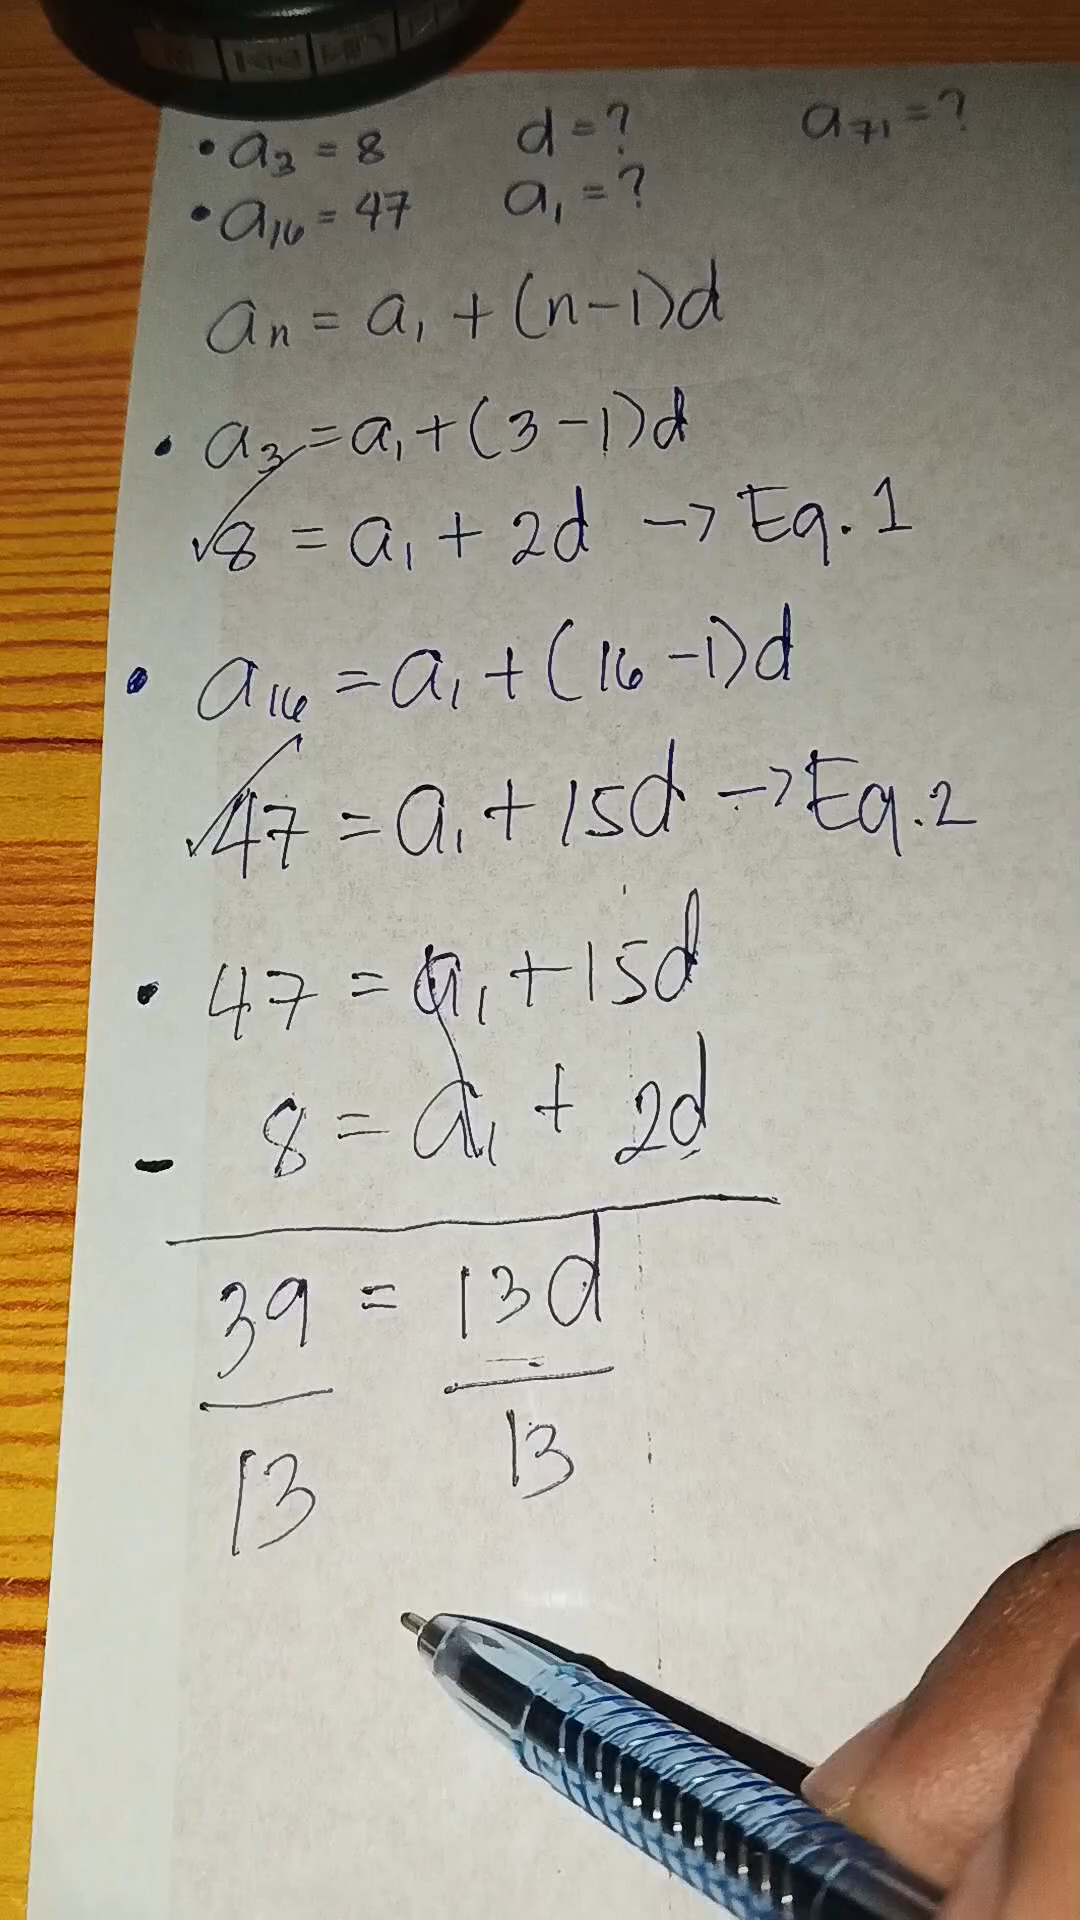 • a₃ = 8 d = ? a₇₁ = ?
• a₁₆ = 47 a₁ = ?
aₙ = a₁ + (n-1)d
• a₃ = a₁ + (3-1)d
8 = a₁ + 2d → Eq. 1
• a₁₆ = a₁ + (16-1)d
47 = a₁ + 15d → Eq. 2
• 47 = a₁ + 15d
- 8 = a₁ + 2d
39 = 13d
13 13